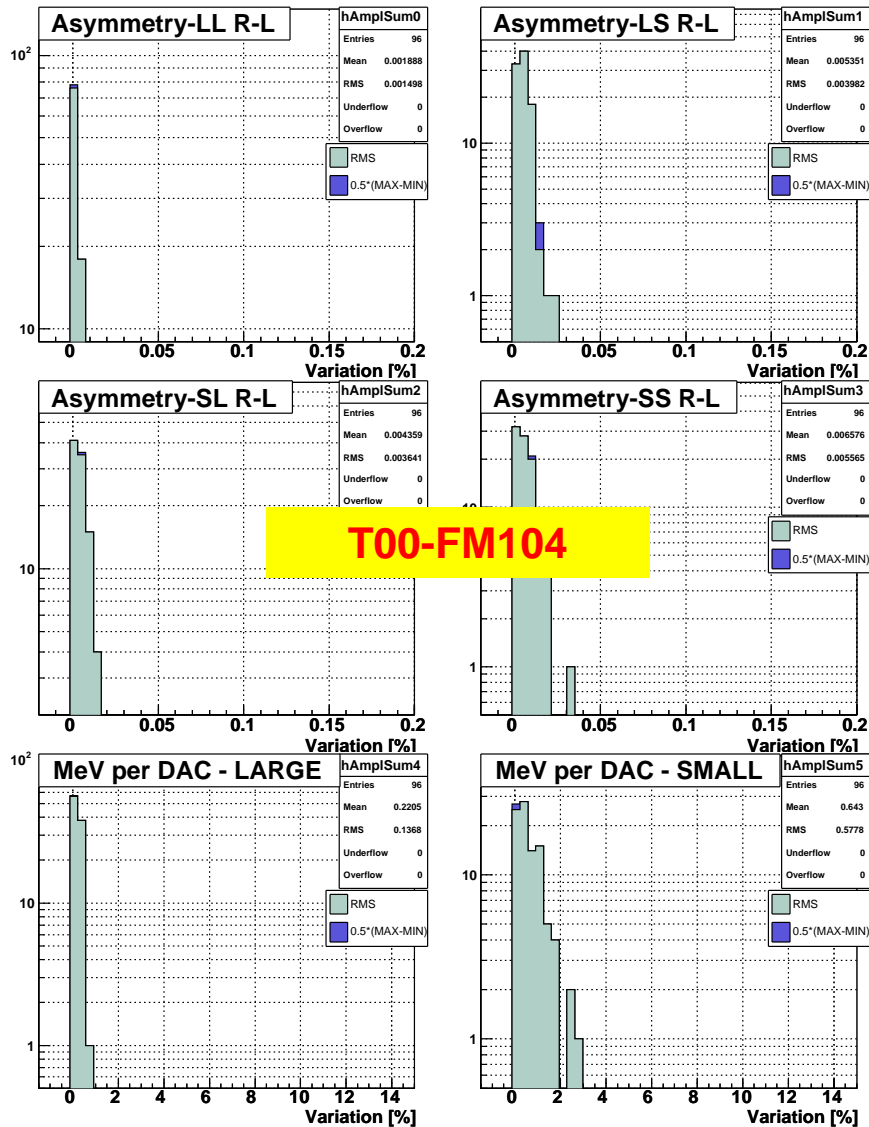 Asymmetry-LL R-L
hAmplSum0
Entries 96
Mean 0.001888
RMS 0.001498
Underflow 0
Overflow 0
RMS
0.5*(MAX-MIN)
10²
10
0 0.05 0.1 0.15 0.2
Variation [%]
Asymmetry-LS R-L
hAmplSum1
Entries 96
Mean 0.005351
RMS 0.003982
Underflow 0
Overflow 0
RMS
0.5*(MAX-MIN)
10
1
0 0.05 0.1 0.15 0.2
Variation [%]
Asymmetry-SL R-L
hAmplSum2
Entries 96
Mean 0.004359
RMS 0.003641
Underflow 0
Overflow 0
10
0 0.05 0.1 0.15 0.2
Variation [%]
Asymmetry-SS R-L
hAmplSum3
Entries 96
Mean 0.006576
RMS 0.005565
Underflow 0
Overflow 0
RMS
0.5*(MAX-MIN)
10
1
0 0.05 0.1 0.15 0.2
Variation [%]
T00-FM104
MeV per DAC - LARGE
hAmplSum4
Entries 96
Mean 0.2205
RMS 0.1368
Underflow 0
Overflow 0
RMS
0.5*(MAX-MIN)
10²
10
1
0 2 4 6 8 10 12 14
Variation [%]
MeV per DAC - SMALL
hAmplSum5
Entries 96
Mean 0.643
RMS 0.5778
Underflow 0
Overflow 0
RMS
0.5*(MAX-MIN)
10
1
0 2 4 6 8 10 12 14
Variation [%]